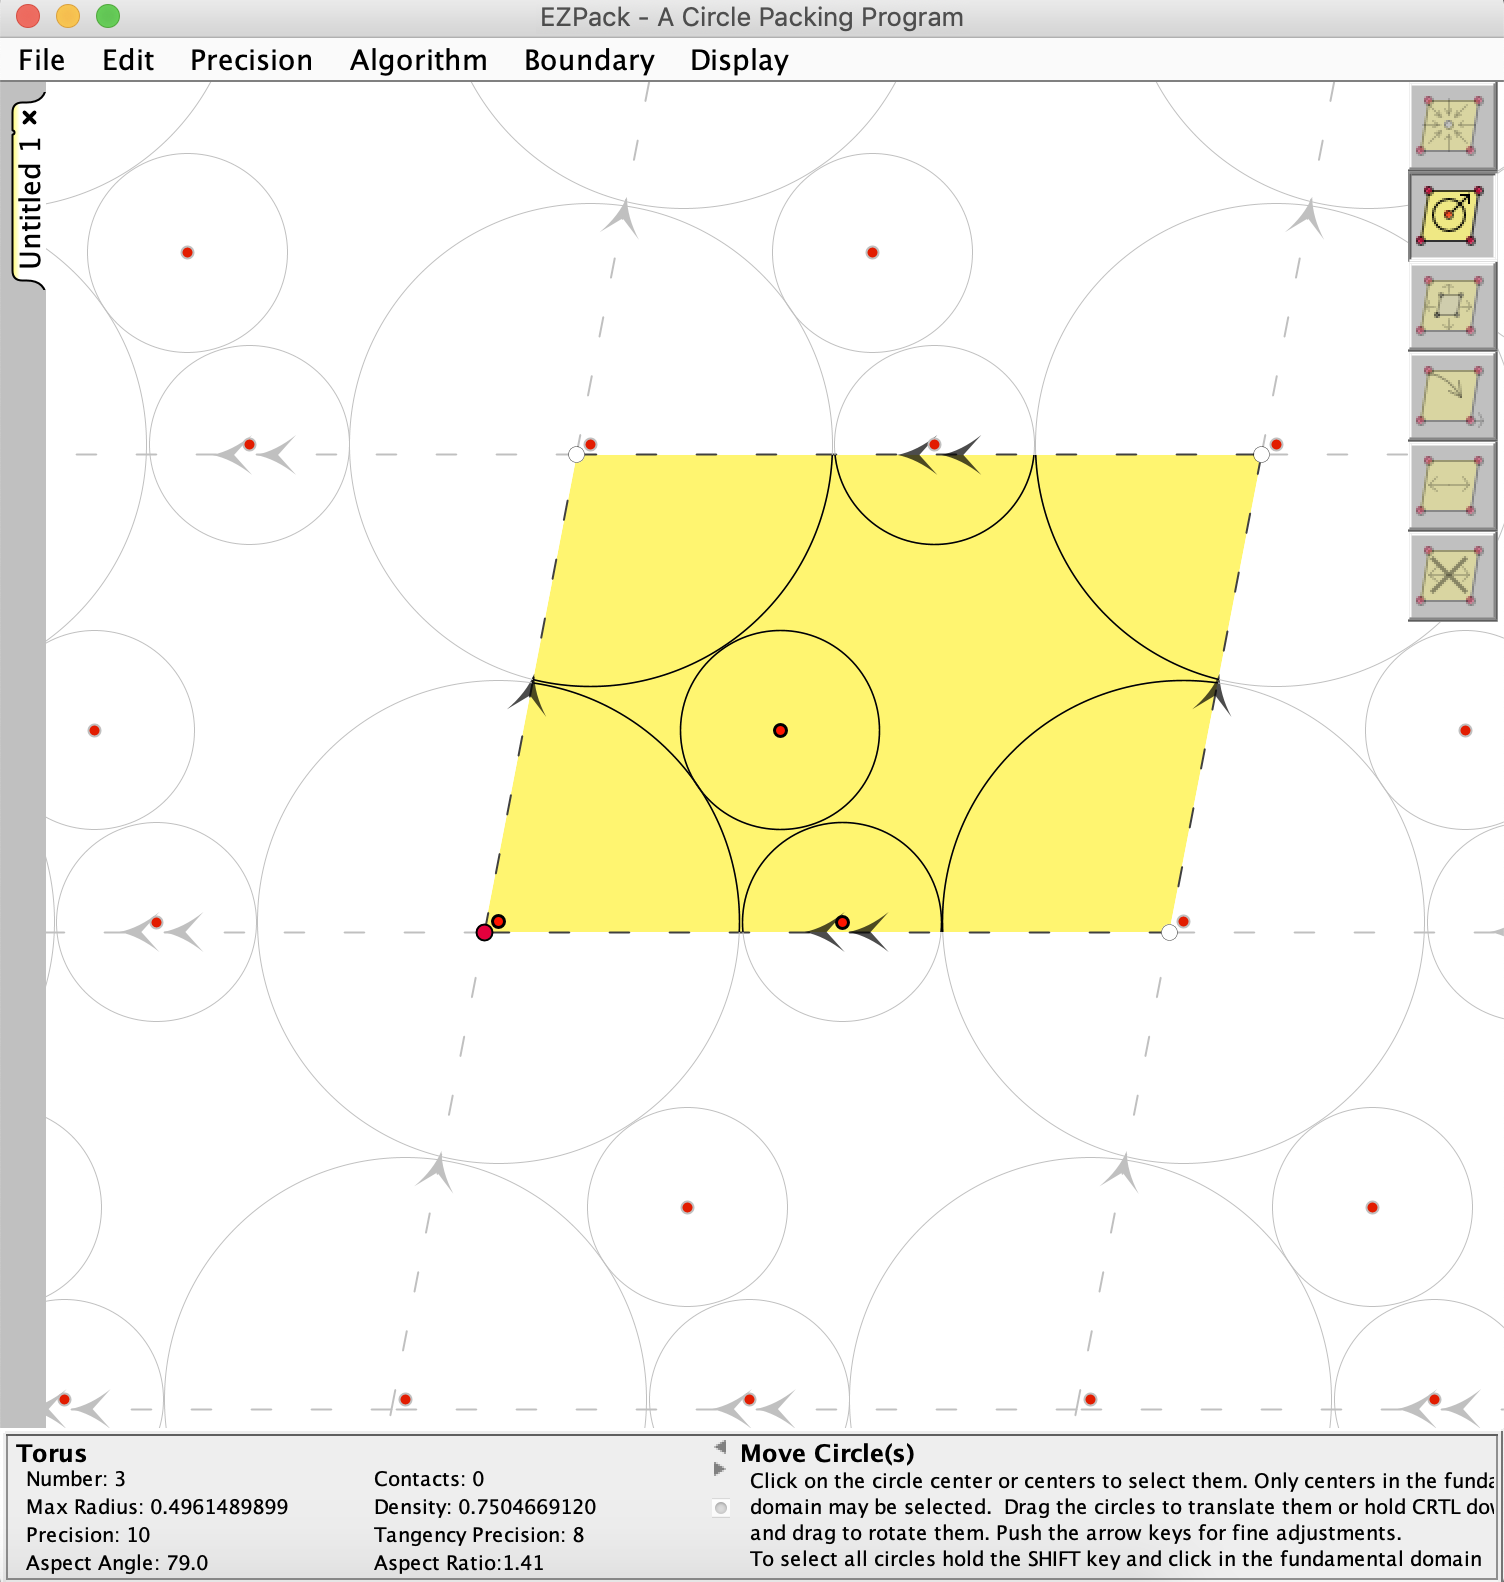 EZPack - A Circle Packing Program
File Edit Precision Algorithm Boundary Display
Untitled 1 ×
Torus
Number: 3
Contacts: 0
Max Radius: 0.4961489899
Density: 0.7504669120
Precision: 10
Tangency Precision: 8
Aspect Angle: 79.0
Aspect Ratio:1.41
Move Circle(s)
Click on the circle center or centers to select them. Only centers in the funda
domain may be selected. Drag the circles to translate them or hold CRTL dow
and drag to rotate them. Push the arrow keys for fine adjustments.
To select all circles hold the SHIFT key and click in the fundamental domain